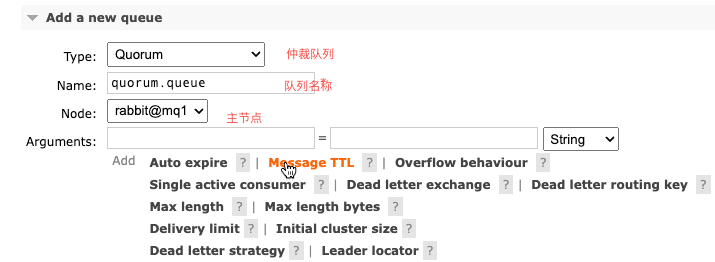 Add a new queue
Type: Quorum 仲裁队列
Name: quorum.queue 队列名称
Node: rabbit@mq1 主节点
Arguments: = String
Add Auto expire ? | Message TTL ? | Overflow behaviour ?
Single active consumer ? | Dead letter exchange ? | Dead letter routing key ?
Max length ? | Max length bytes ?
Delivery limit ? | Initial cluster size ?
Dead letter strategy ? | Leader locator ?